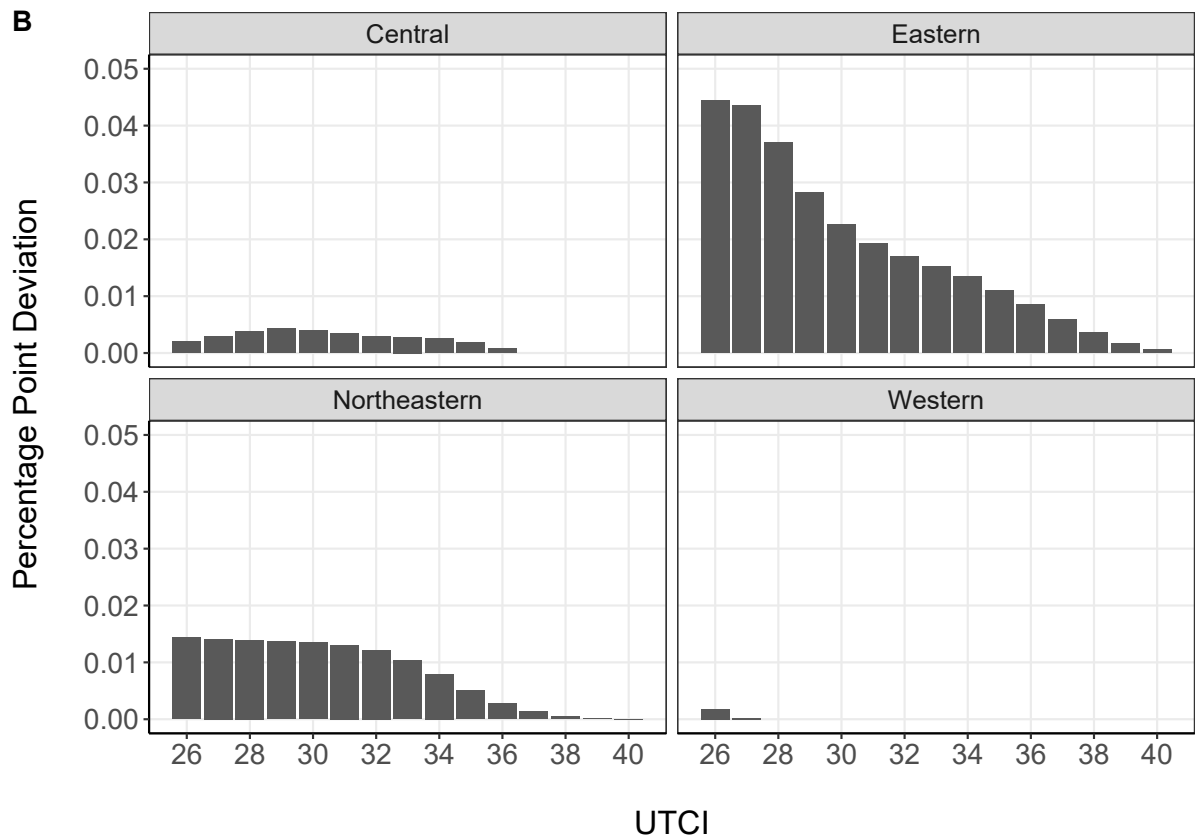 B
Central
Eastern
0.05
0.04
0.03
0.02
0.01
0.00
Northeastern
Western
0.05
0.04
0.03
0.02
0.01
0.00
26 28 30 32 34 36 38 40
26 28 30 32 34 36 38 40
Percentage Point Deviation
UTCI